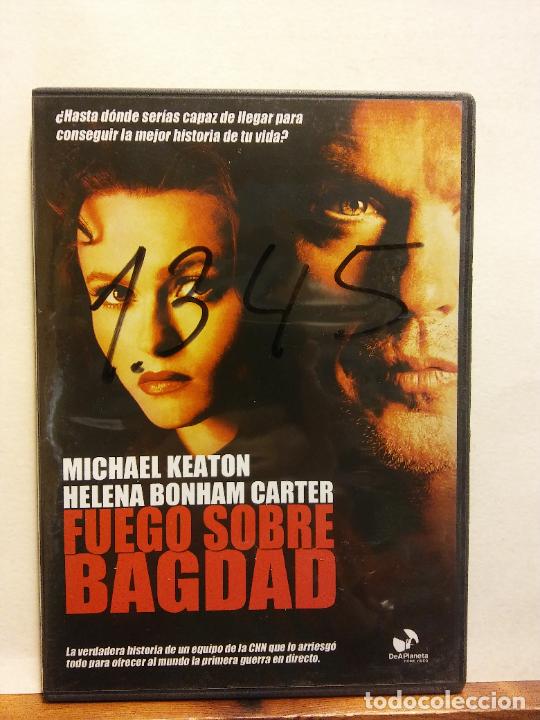 ¿Hasta dónde serías capaz de llegar para
conseguir la mejor historia de tu vida?
1.345
MICHAEL KEATON
HELENA BONHAM CARTER
FUEGO SOBRE
BAGDAD
La verdadera historia de un equipo de la CNN que lo arriesgó
todo para ofrecer al mundo la primera guerra en directo.
DeAPlaneta
HOME VIDEO
todocoleccion.net